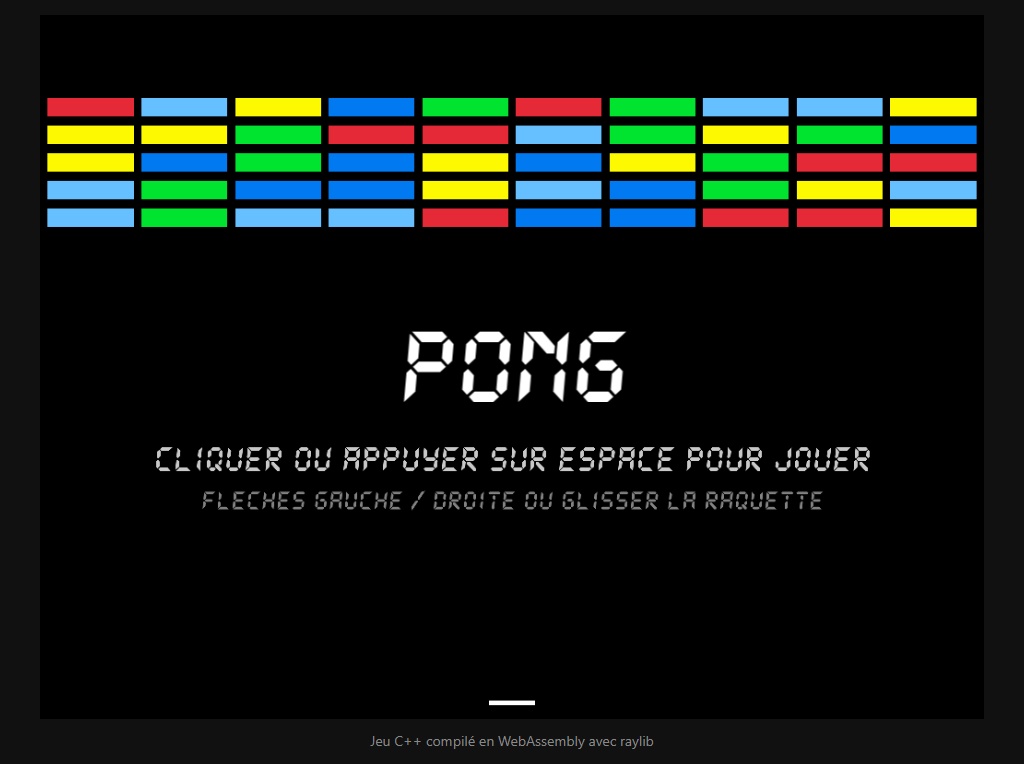 PONG
CLIQUER OU APPUYER SUR ESPACE POUR JOUER
FLECHES GAUCHE / DROITE OU GLISSER LA RAQUETTE
Jeu C++ compilé en WebAssembly avec raylib